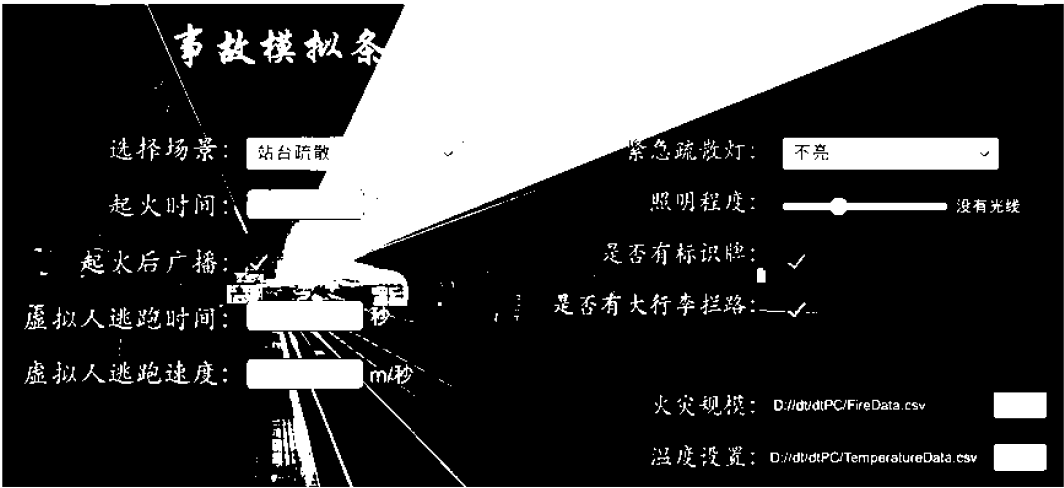 事故模拟条
选择场景: 站台疏散
起火时间:
起火后广播:
虚拟人逃跑时间: 秒
虚拟人逃跑速度: m/秒
紧急疏散灯: 不亮
照明程度: 没有光线
是否有标识牌:
是否有大行李拦路:
火灾规模: D://dt/dtPC/FireData.csv
温度设置: D://dt/dtPC/TemperatureData.csv